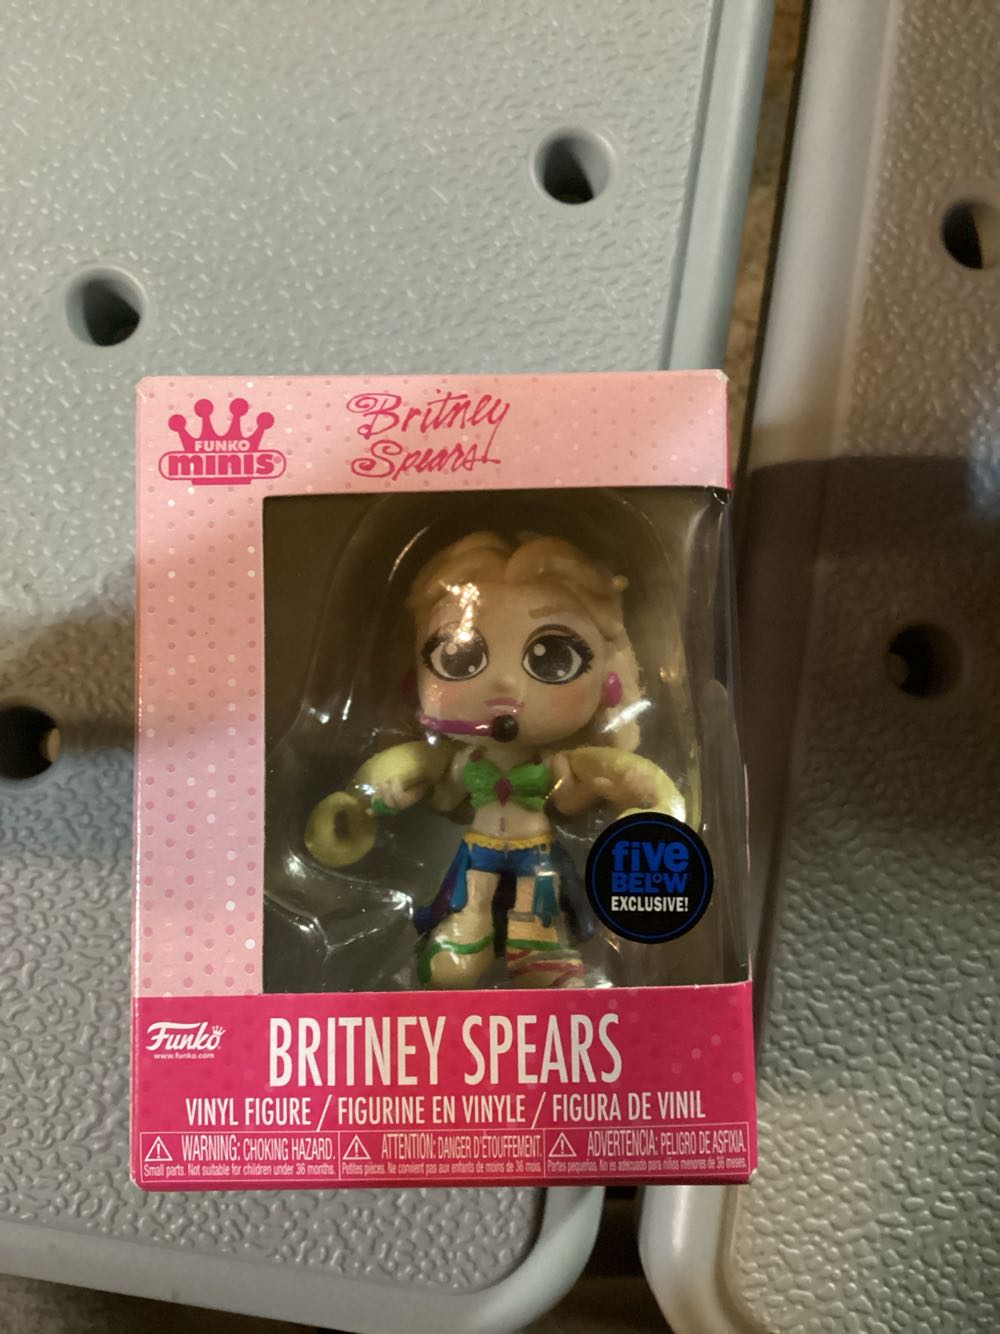 FUNKO
minis
Britney
Spears
five
BELOW
EXCLUSIVE!
Funko
www.funko.com
BRITNEY SPEARS
VINYL FIGURE / FIGURINE EN VINYLE / FIGURA DE VINIL
WARNING: CHOKING HAZARD.
Small parts. Not suitable for children under 36 months.
ATTENTION: DANGER D'ÉTOUFFEMENT.
Petites pièces. Ne convient pas aux enfants de moins de 36 mois.
ADVERTENCIA: PELIGRO DE ASFIXIA.
Partes pequeñas. No es adecuado para niños menores de 36 meses.